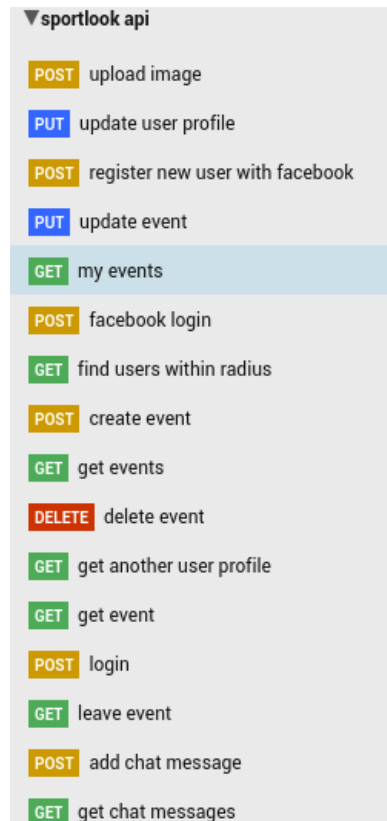 sportlook api
POST upload image
PUT update user profile
POST register new user with facebook
PUT update event
GET my events
POST facebook login
GET find users within radius
POST create event
GET get events
DELETE delete event
GET get another user profile
GET get event
POST login
GET leave event
POST add chat message
GET get chat messages